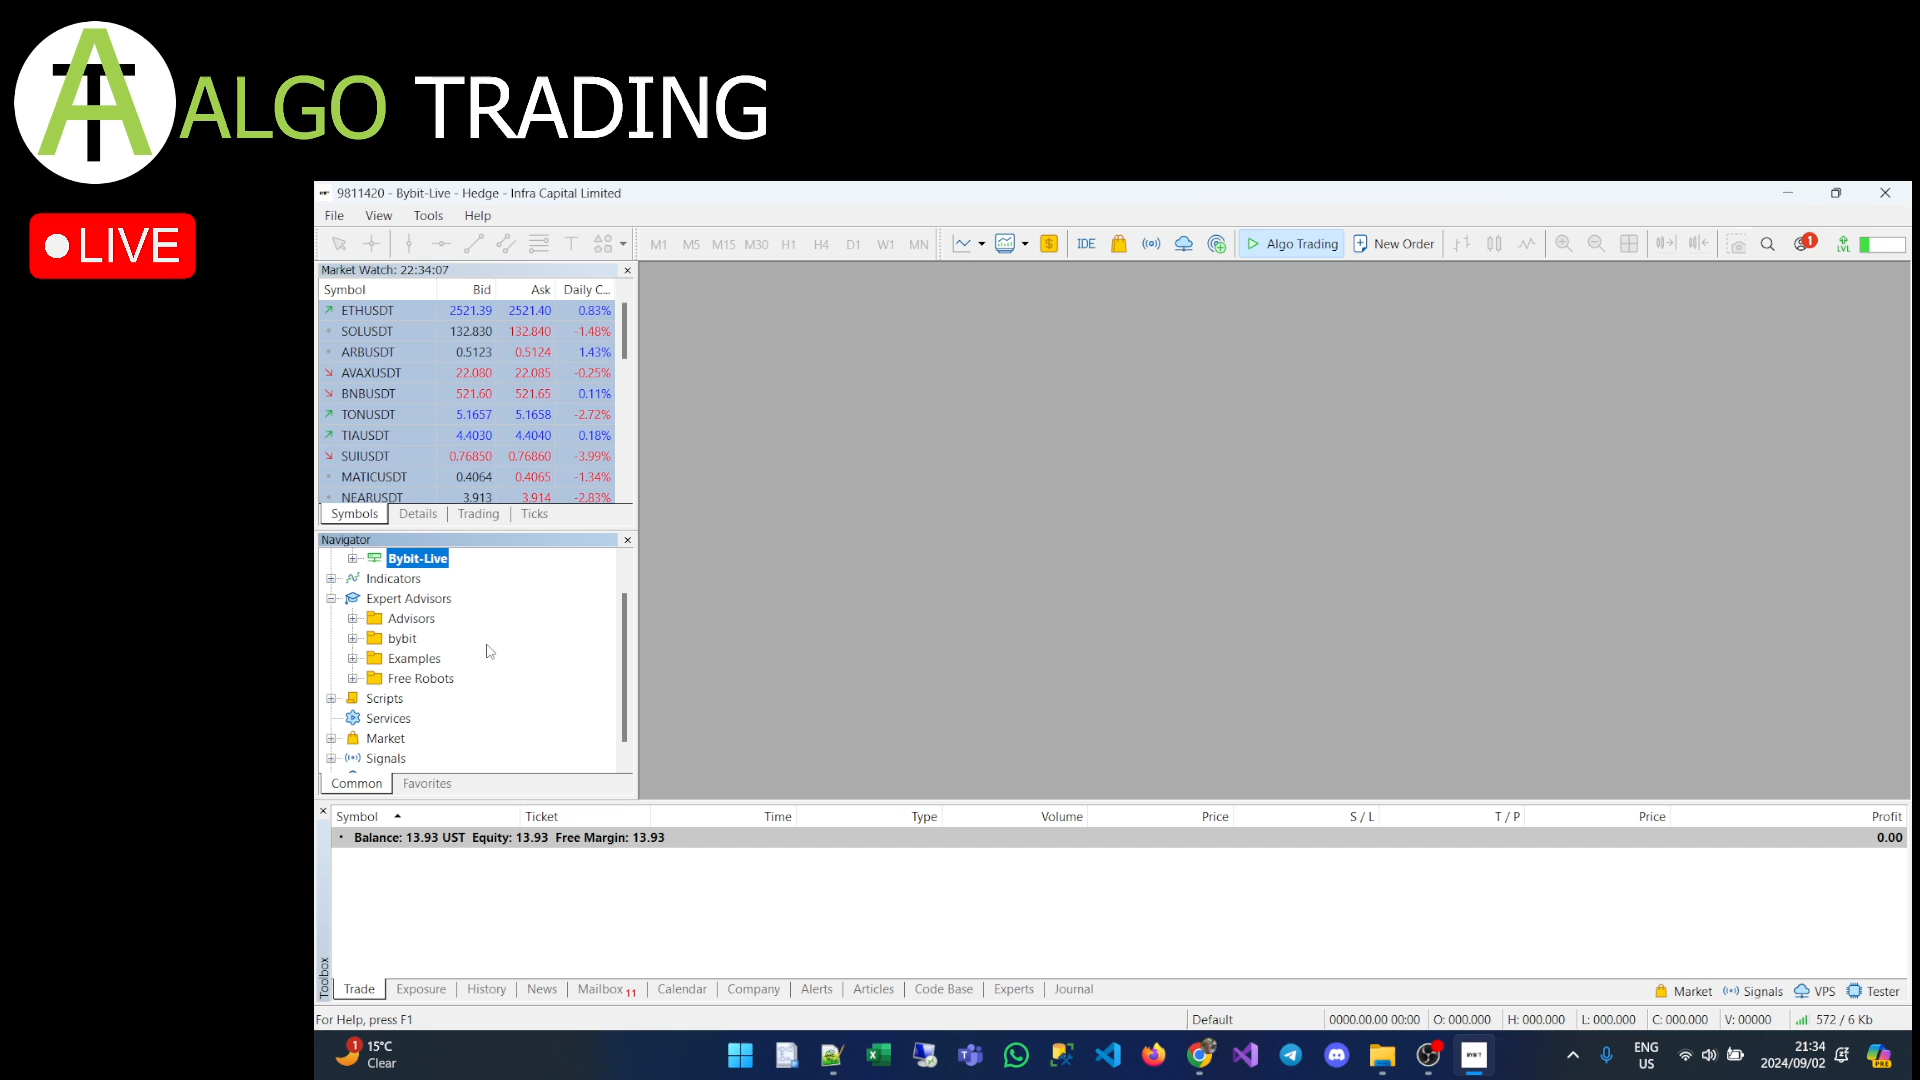 AT ALGO TRADING
LIVE
9811420 - Bybit-Live - Hedge - Infra Capital Limited
File View Tools Help
M1 M5 M15 M30 H1 H4 D1 W1 MN $ IDE Algo Trading New Order 1 LVL
Market Watch: 22:34:07
Symbol Bid Ask Daily C...
ETHUSDT 2521.39 2521.40 0.83%
SOLUSDT 132.830 132.840 -1.48%
ARBUSDT 0.5123 0.5124 1.43%
AVAXUSDT 22.080 22.085 -0.25%
BNBUSDT 521.60 521.65 0.11%
TONUSDT 5.1657 5.1658 -2.72%
TIAUSDT 4.4030 4.4040 0.18%
SUIUSDT 0.76850 0.76860 -3.99%
MATICUSDT 0.4064 0.4065 -1.34%
NEARUSDT 3.913 3.914 -2.83%
Symbols Details Trading Ticks
Navigator
Bybit-Live
Indicators
Expert Advisors
Advisors
bybit
Examples
Free Robots
Scripts
Services
Market
Signals
Common Favorites
Symbol Ticket Time Type Volume Price S / L T / P Price Profit
Balance: 13.93 UST Equity: 13.93 Free Margin: 13.93 0.00
Toolbox
Trade Exposure History News Mailbox 11 Calendar Company Alerts Articles Code Base Experts Journal Market Signals VPS Tester
For Help, press F1 Default 0000.00.00 00:00 O: 000.000 H: 000.000 L: 000.000 C: 000.000 V: 00000 572 / 6 Kb
1 15°C ENG 21:34
Clear US 2024/09/02 PRE